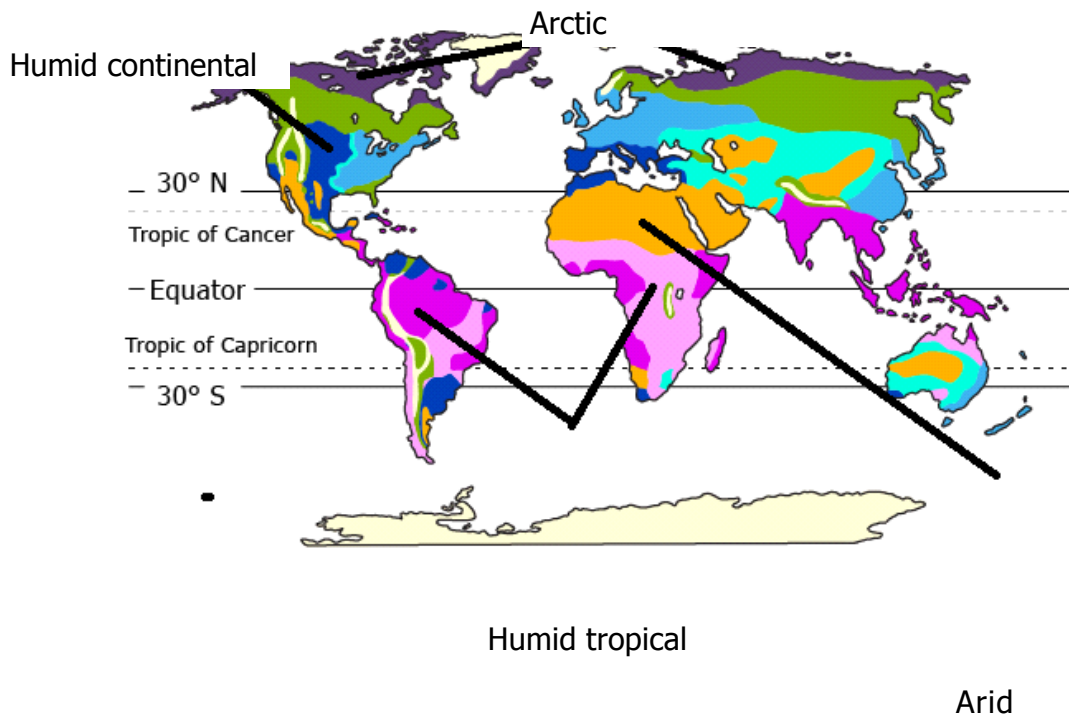 Arctic
Humid continental
30° N
Tropic of Cancer
Equator
Tropic of Capricorn
30° S
Humid tropical
Arid